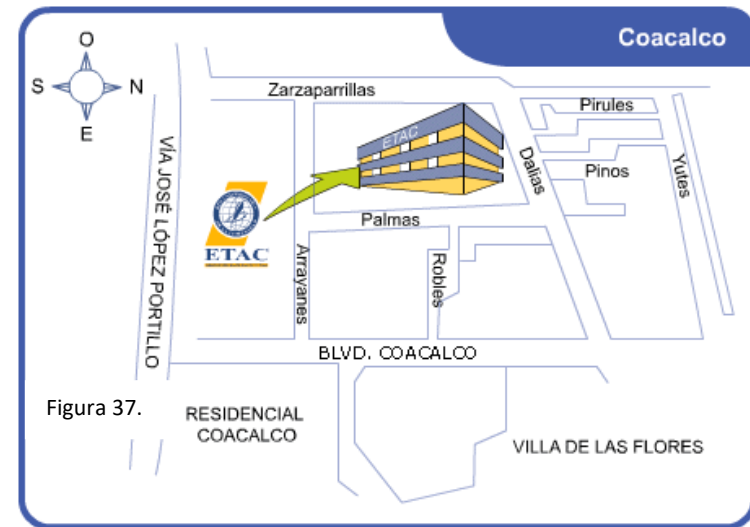 Coacalco
O
S
N
E
Zarzaparrillas
Pirules
ETAC
Dalias
Pinos
Yutes
VÍA JOSÉ LÓPEZ PORTILLO
Palmas
ETAC
Arrayanes
Robles
BLVD. COACALCO
Figura 37.
RESIDENCIAL
COACALCO
VILLA DE LAS FLORES